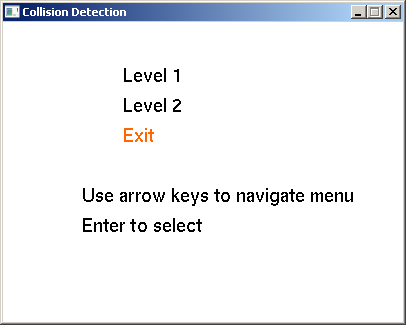 Collision Detection
Level 1
Level 2
Exit
Use arrow keys to navigate menu
Enter to select